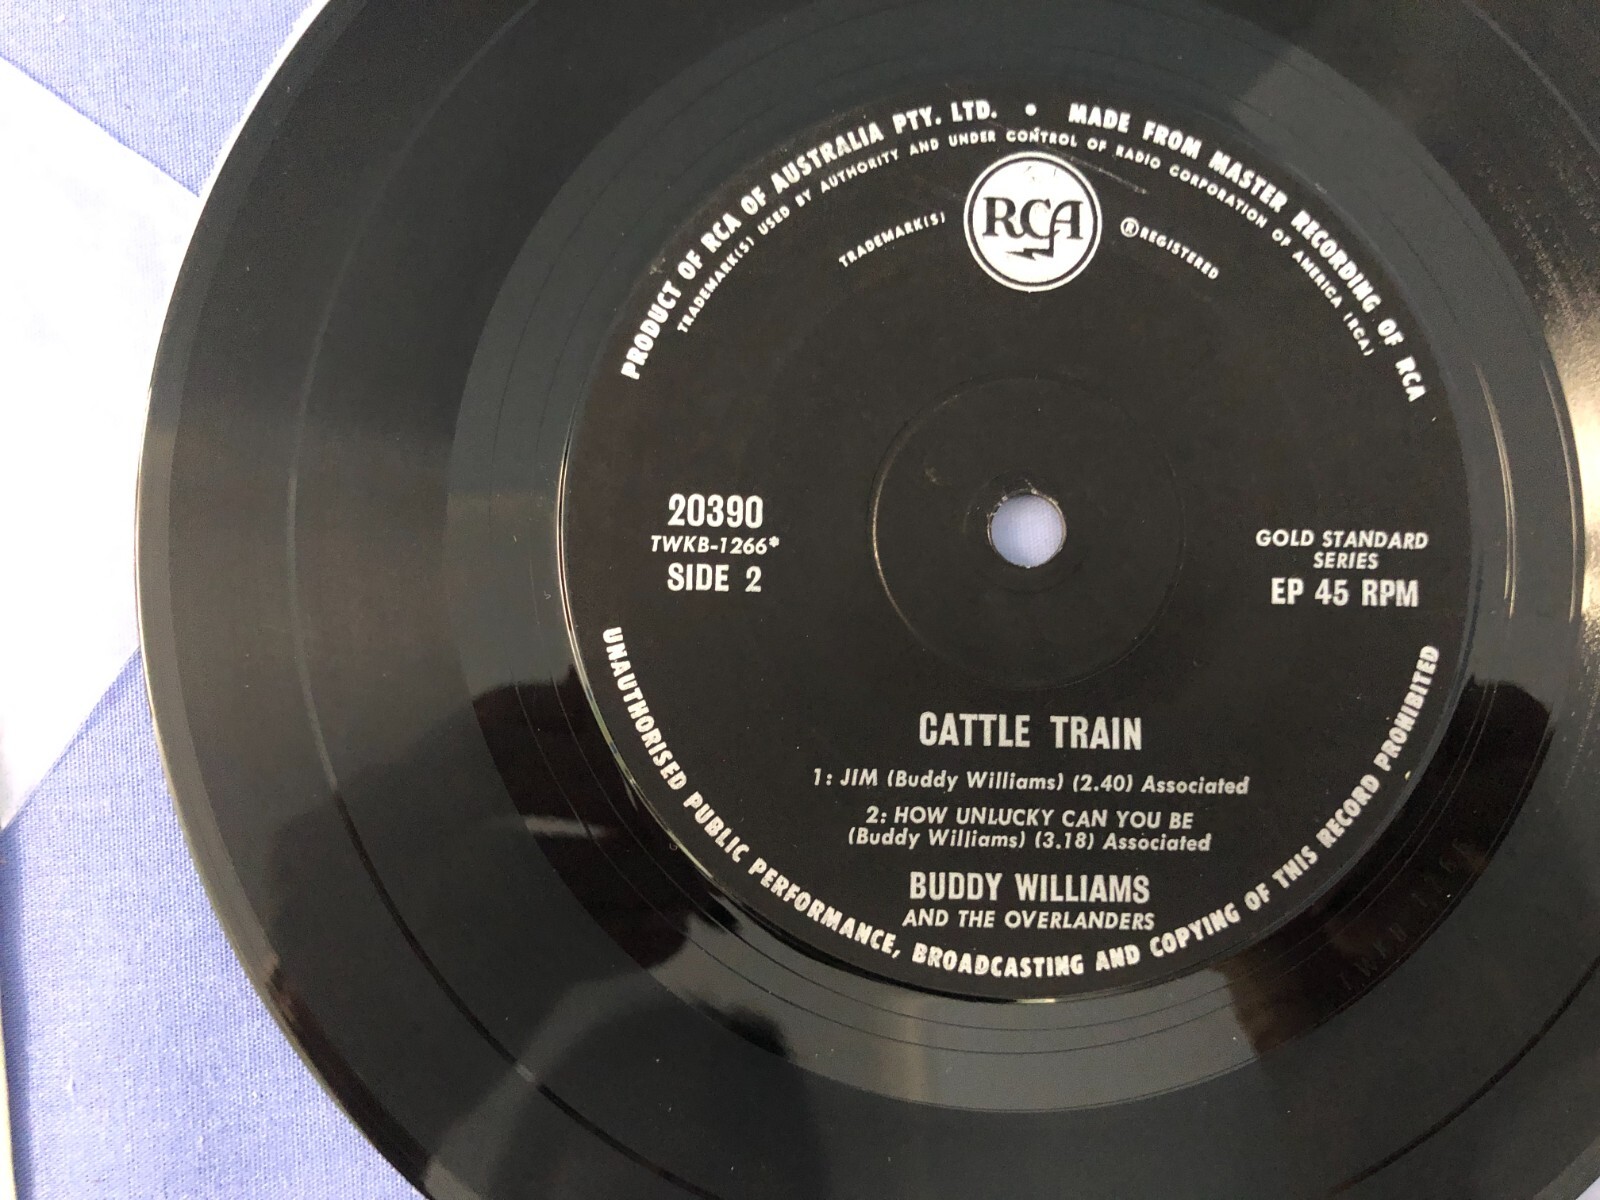 PRODUCT OF RCA OF AUSTRALIA PTY. LTD. • MADE FROM MASTER RECORDING OF RCA
TRADEMARK(S) USED BY AUTHORITY AND UNDER CONTROL OF RADIO CORPORATION OF AMERICA (RCA)
TRADEMARK(S) RCA ®REGISTERED
20390
TWKB-1266*
SIDE 2
GOLD STANDARD
SERIES
EP 45 RPM
CATTLE TRAIN
1: JIM (Buddy Williams) (2.40) Associated
2: HOW UNLUCKY CAN YOU BE
(Buddy Williams) (3.18) Associated
BUDDY WILLIAMS
AND THE OVERLANDERS
UNAUTHORISED PUBLIC PERFORMANCE, BROADCASTING AND COPYING OF THIS RECORD PROHIBITED